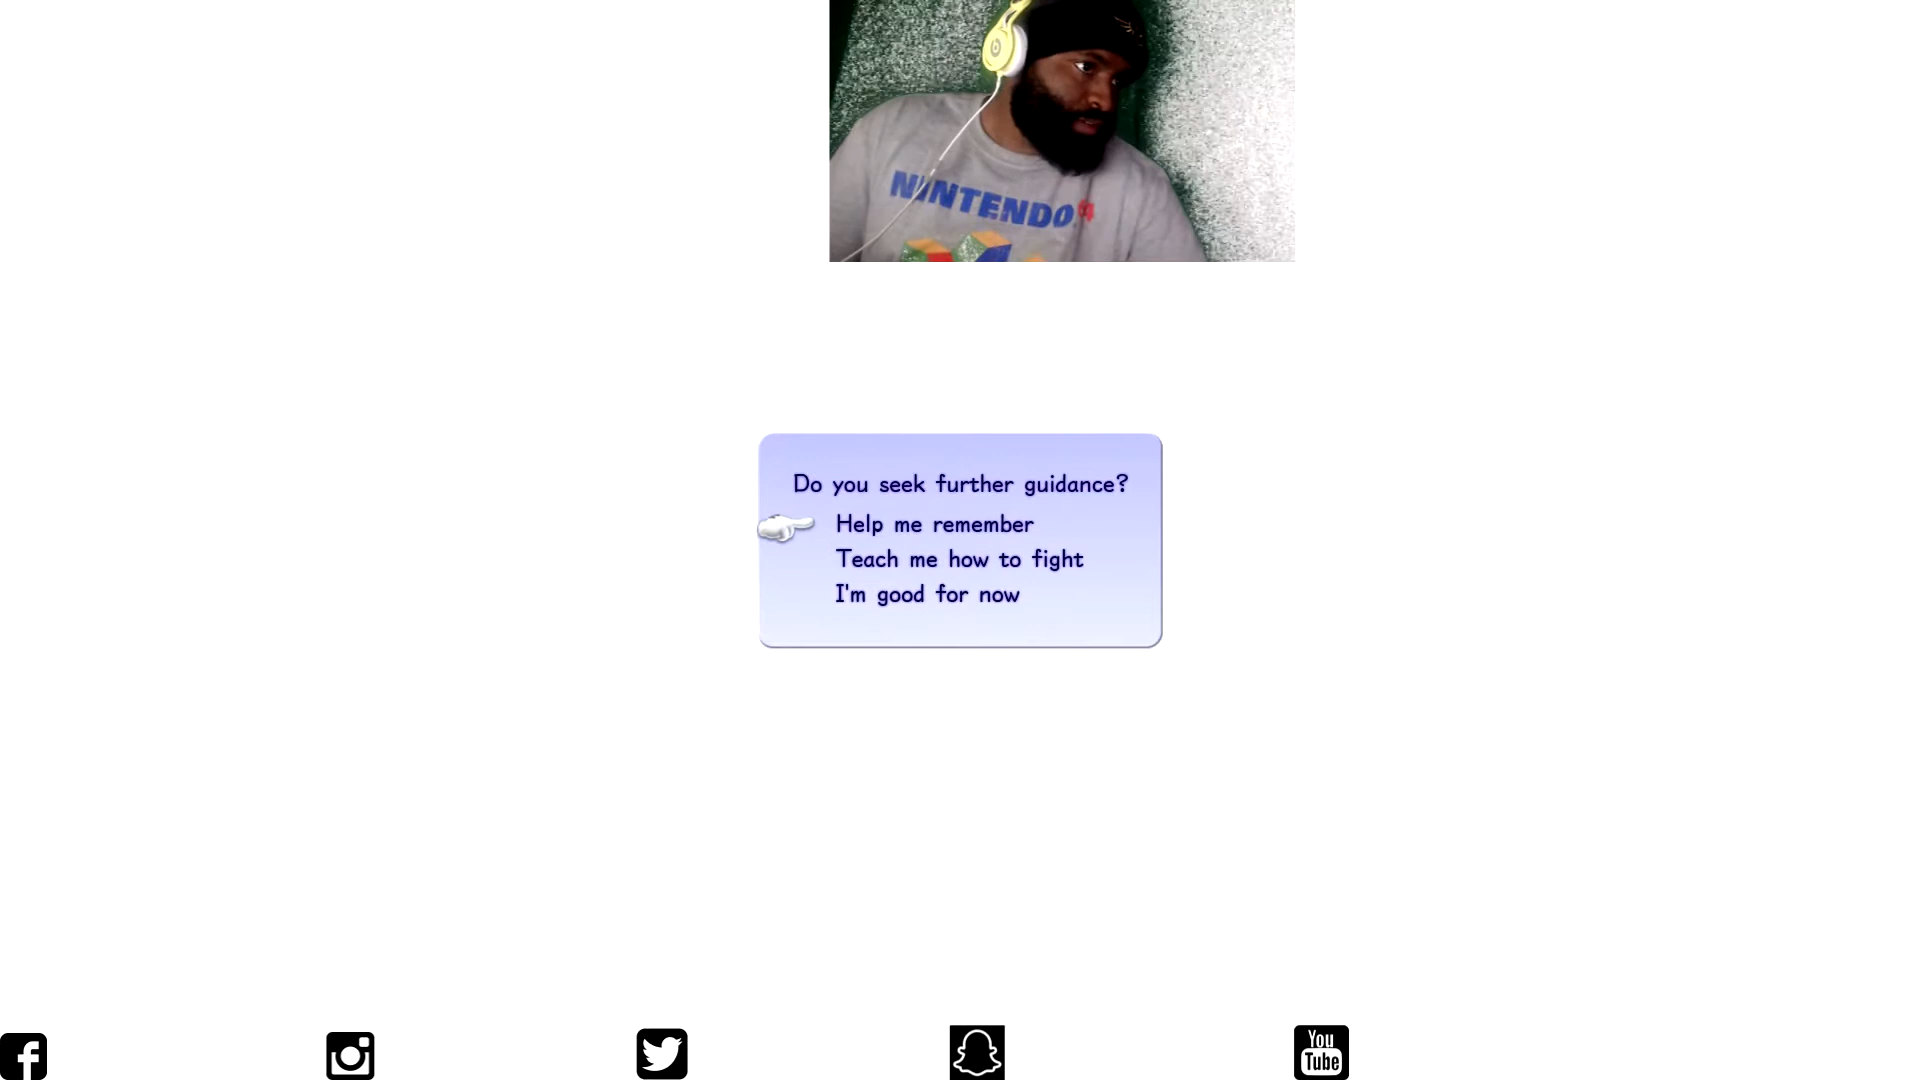 NINTENDO 64
Do you seek further guidance?
Help me remember
Teach me how to fight
I'm good for now
You
Tube